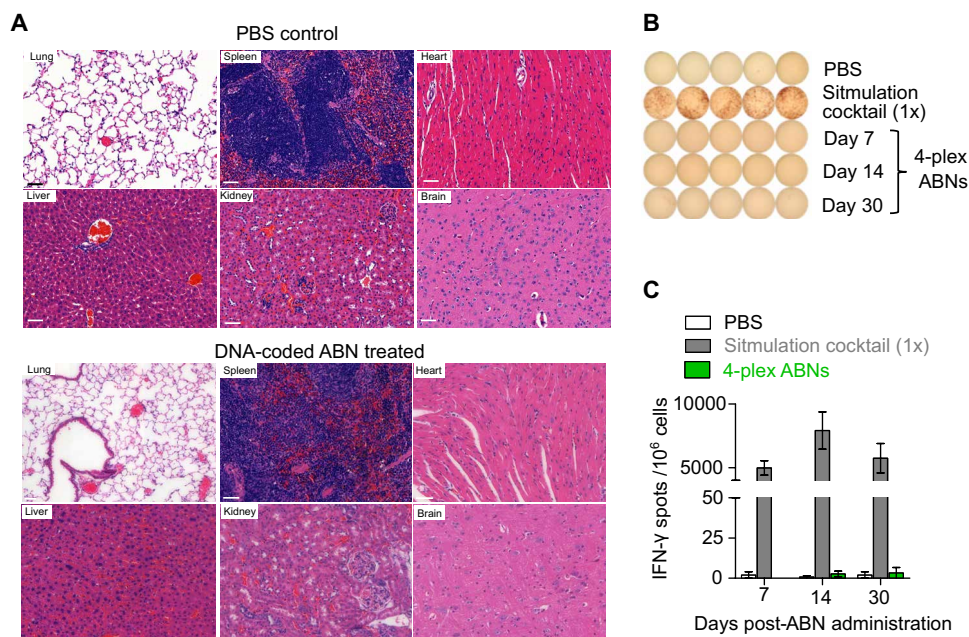 A
PBS control
Lung
Spleen
Heart
Liver
Kidney
Brain
DNA-coded ABN treated
Lung
Spleen
Heart
Liver
Kidney
Brain
B
PBS
Sitmulation
cocktail (1x)
Day 7
Day 14
Day 30
4-plex
ABNs
C
PBS
Sitmulation cocktail (1x)
4-plex ABNs
IFN-γ spots /10⁶ cells
10000
5000
50
25
0
7 14 30
Days post-ABN administration